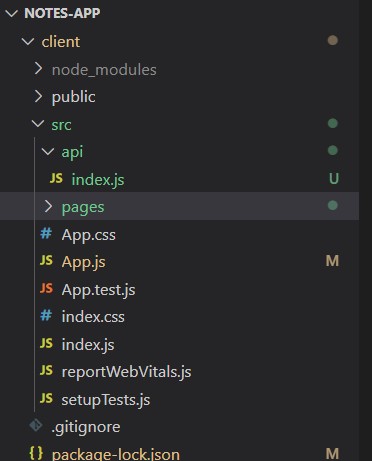 NOTES-APP
client
node_modules
public
src
api
JS index.js U
pages
# App.css
JS App.js M
JS App.test.js
# index.css
JS index.js
JS reportWebVitals.js
JS setupTests.js
.gitignore
{} package-lock.json M